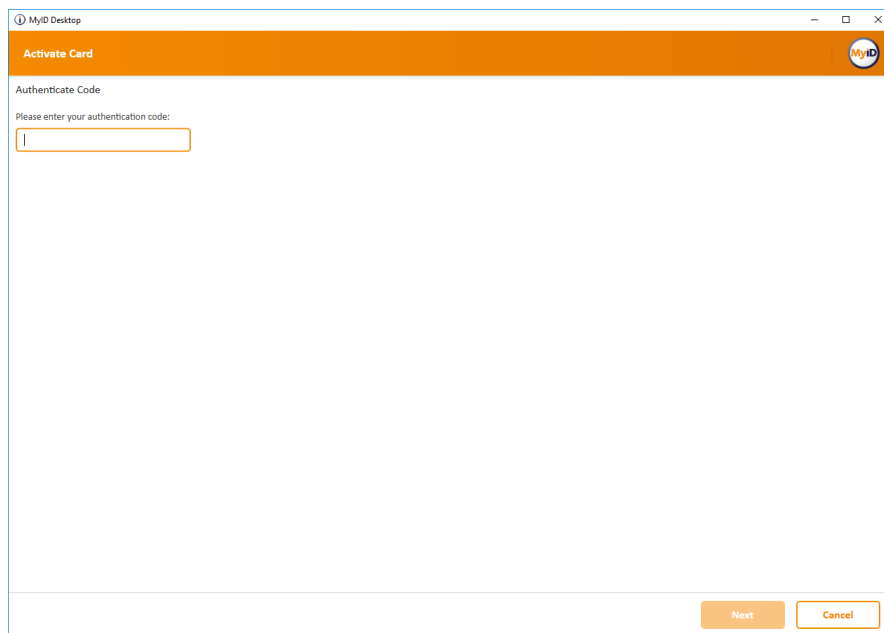 MyID Desktop
Activate Card
MyID
Authenticate Code
Please enter your authentication code:
Next
Cancel